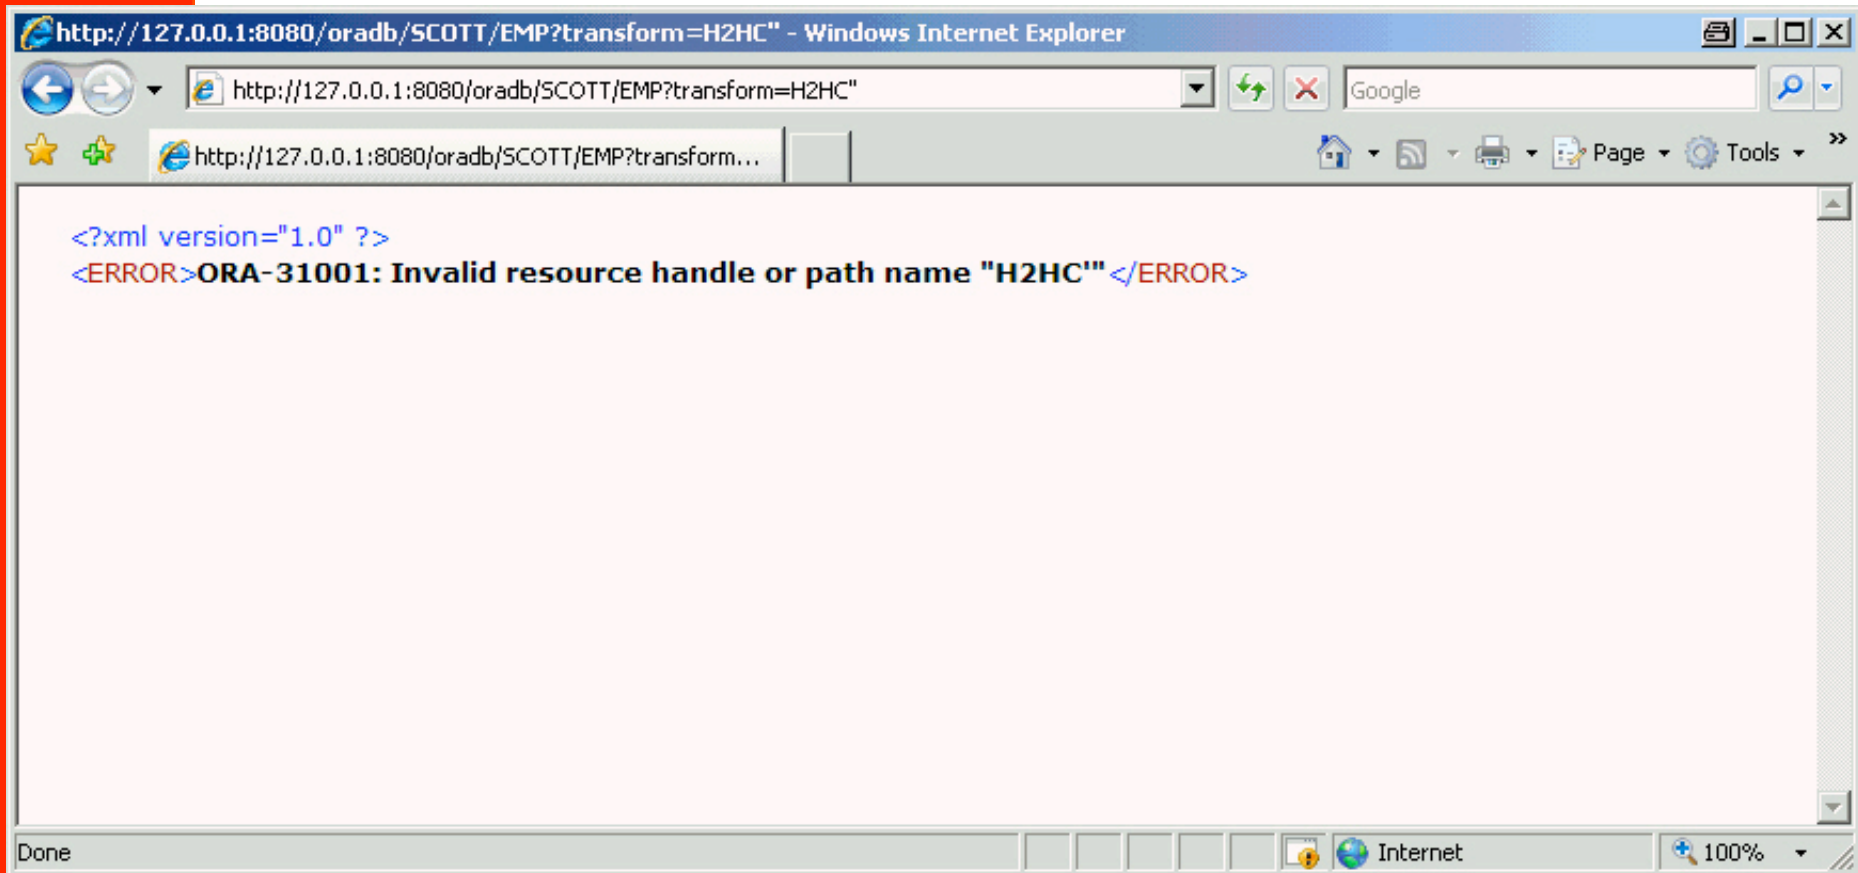 http://127.0.0.1:8080/oradb/SCOTT/EMP?transform=H2HC'' - Windows Internet Explorer
http://127.0.0.1:8080/oradb/SCOTT/EMP?transform=H2HC''
Google
http://127.0.0.1:8080/oradb/SCOTT/EMP?transform...
Page
Tools
<?xml version="1.0" ?>
<ERROR>ORA-31001: Invalid resource handle or path name "H2HC'"</ERROR>
Done
Internet
100%